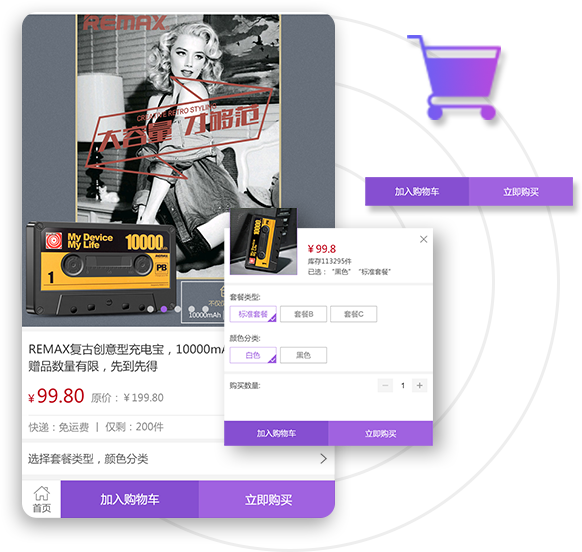 REMAX
CREATIVE RETRO STYLING
大容量 才够范
My Device
My Life
10000
PB
1
10000mAh
REMAX复古创意型充电宝，10000mA
赠品数量有限，先到先得
¥ 99.80 原价：¥199.80
快递：免运费 | 仅剩：200件
选择套餐类型，颜色分类
首页
加入购物车
立即购买
¥ 99.8
库存113295件
已选： “黑色” “标准套餐”
套餐类型:
标准套餐 套餐B 套餐C
颜色分类:
白色 黑色
购买数量: − 1 +
加入购物车 立即购买
加入购物车 立即购买